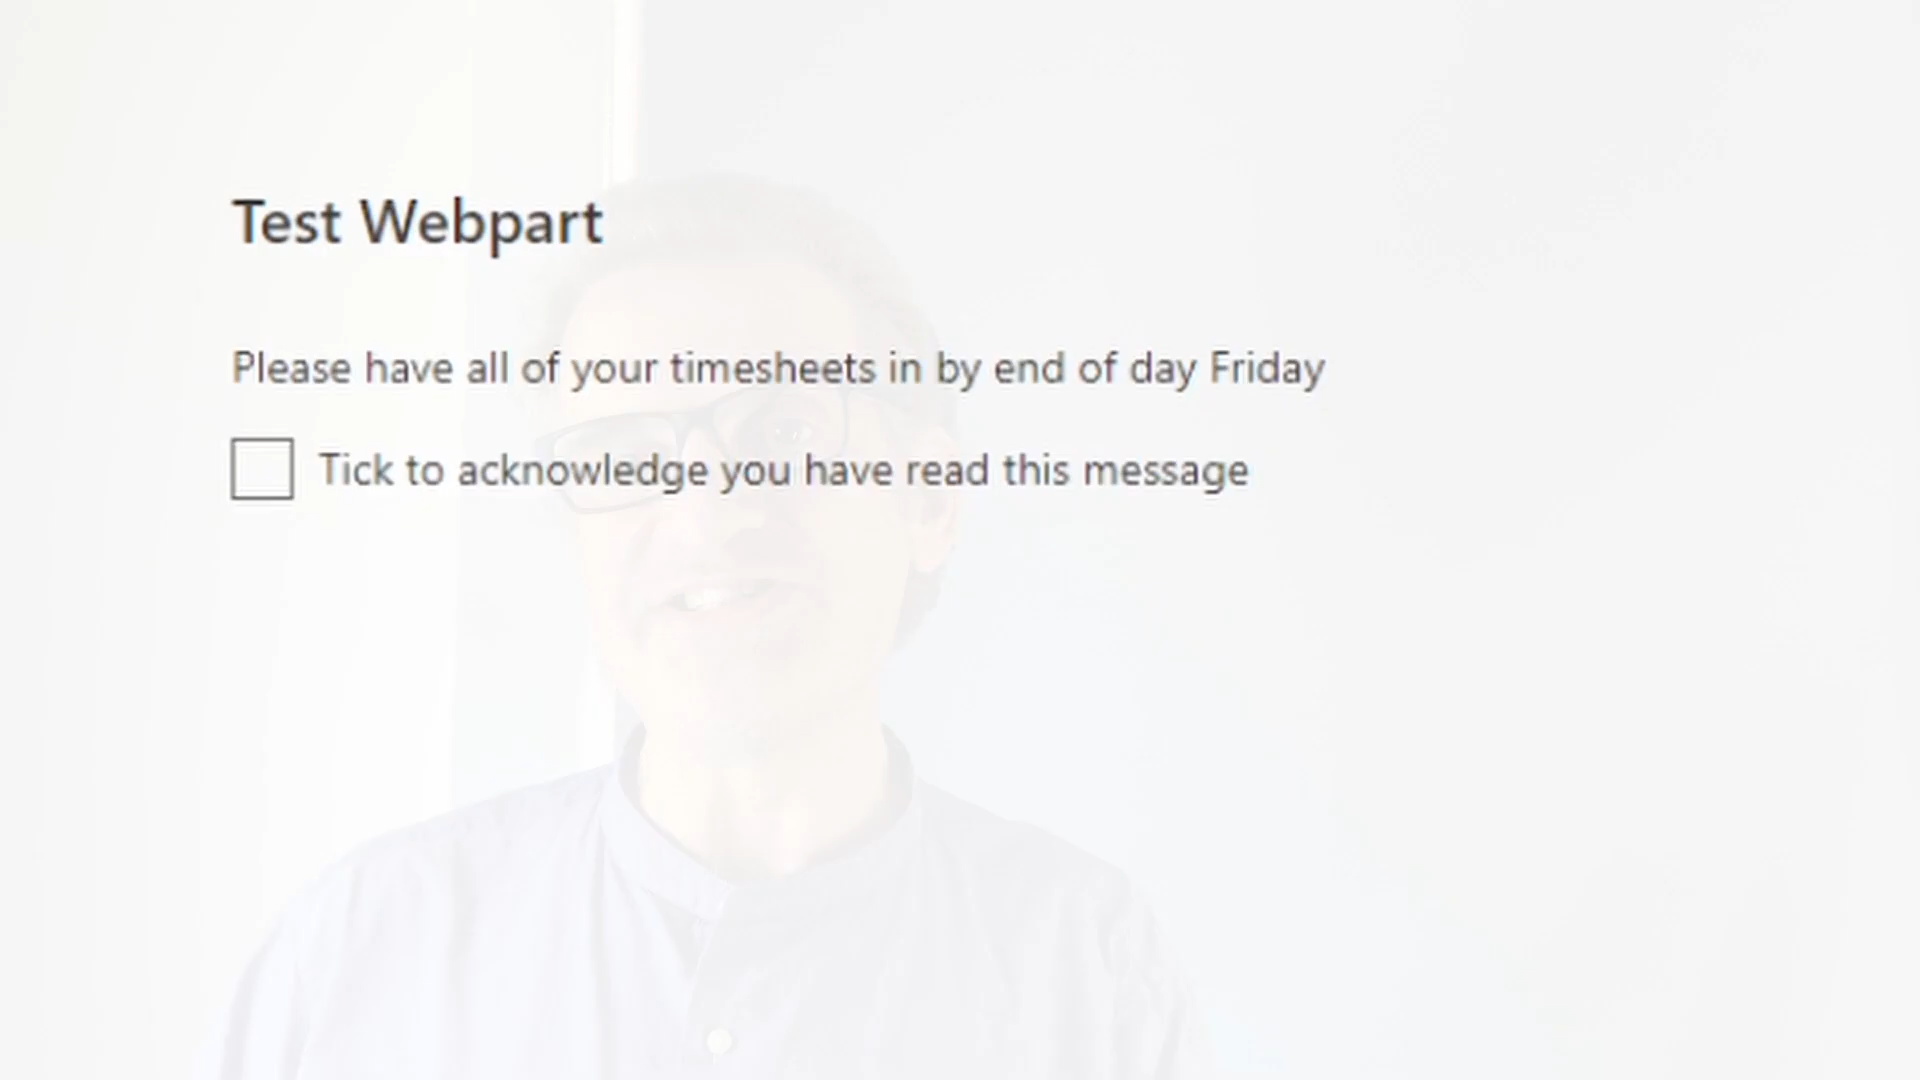 Test Webpart
Please have all of your timesheets in by end of day Friday
Tick to acknowledge you have read this message